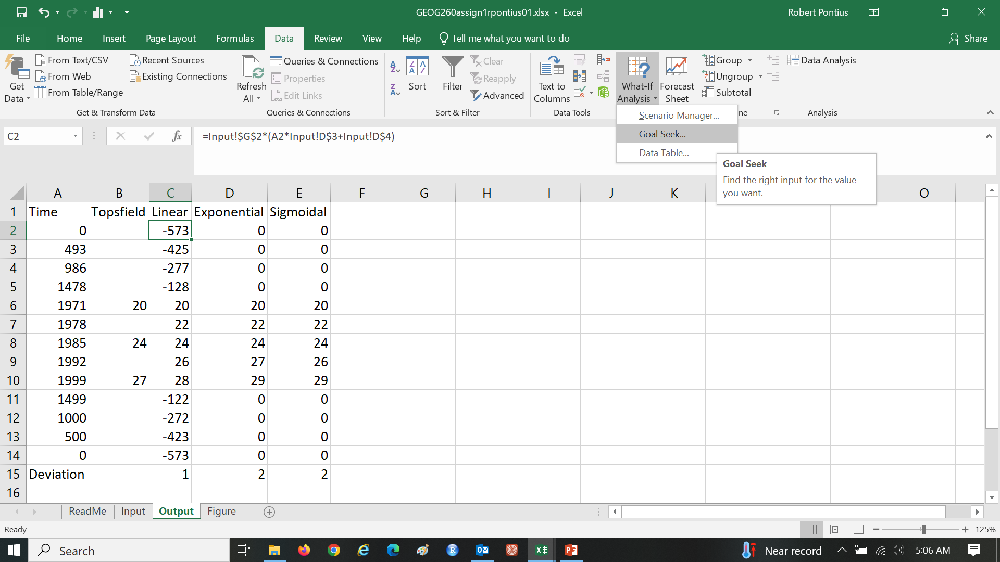 GEOG260assign1rpontius01.xlsx - Excel
Robert Pontius
File Home Insert Page Layout Formulas Data Review View Help Tell me what you want to do Share
Get Data
From Text/CSV
From Web
From Table/Range
Recent Sources
Existing Connections
Get & Transform Data
Refresh All
Queries & Connections
Properties
Edit Links
Queries & Connections
Sort
Filter
Clear
Reapply
Advanced
Sort & Filter
Text to Columns
Data Tools
What-If Analysis
Forecast Sheet
Group
Ungroup
Subtotal
ne
Data Analysis
Analysis
Scenario Manager...
Goal Seek...
Data Table...
Goal Seek
Find the right input for the value
you want.
C2
fx
=Input!$G$2*(A2*Input!D$3+Input!D$4)
A B C D E F G H I J K O
1 Time Topsfield Linear Exponential Sigmoidal
2 0 -573 0 0
3 493 -425 0 0
4 986 -277 0 0
5 1478 -128 0 0
6 1971 20 20 20 20
7 1978 22 22 22
8 1985 24 24 24 24
9 1992 26 27 26
10 1999 27 28 29 29
11 1499 -122 0 0
12 1000 -272 0 0
13 500 -423 0 0
14 0 -573 0 0
15 Deviation 1 2 2
16
ReadMe Input Output Figure
Ready
125%
Search
Near record
5:06 AM